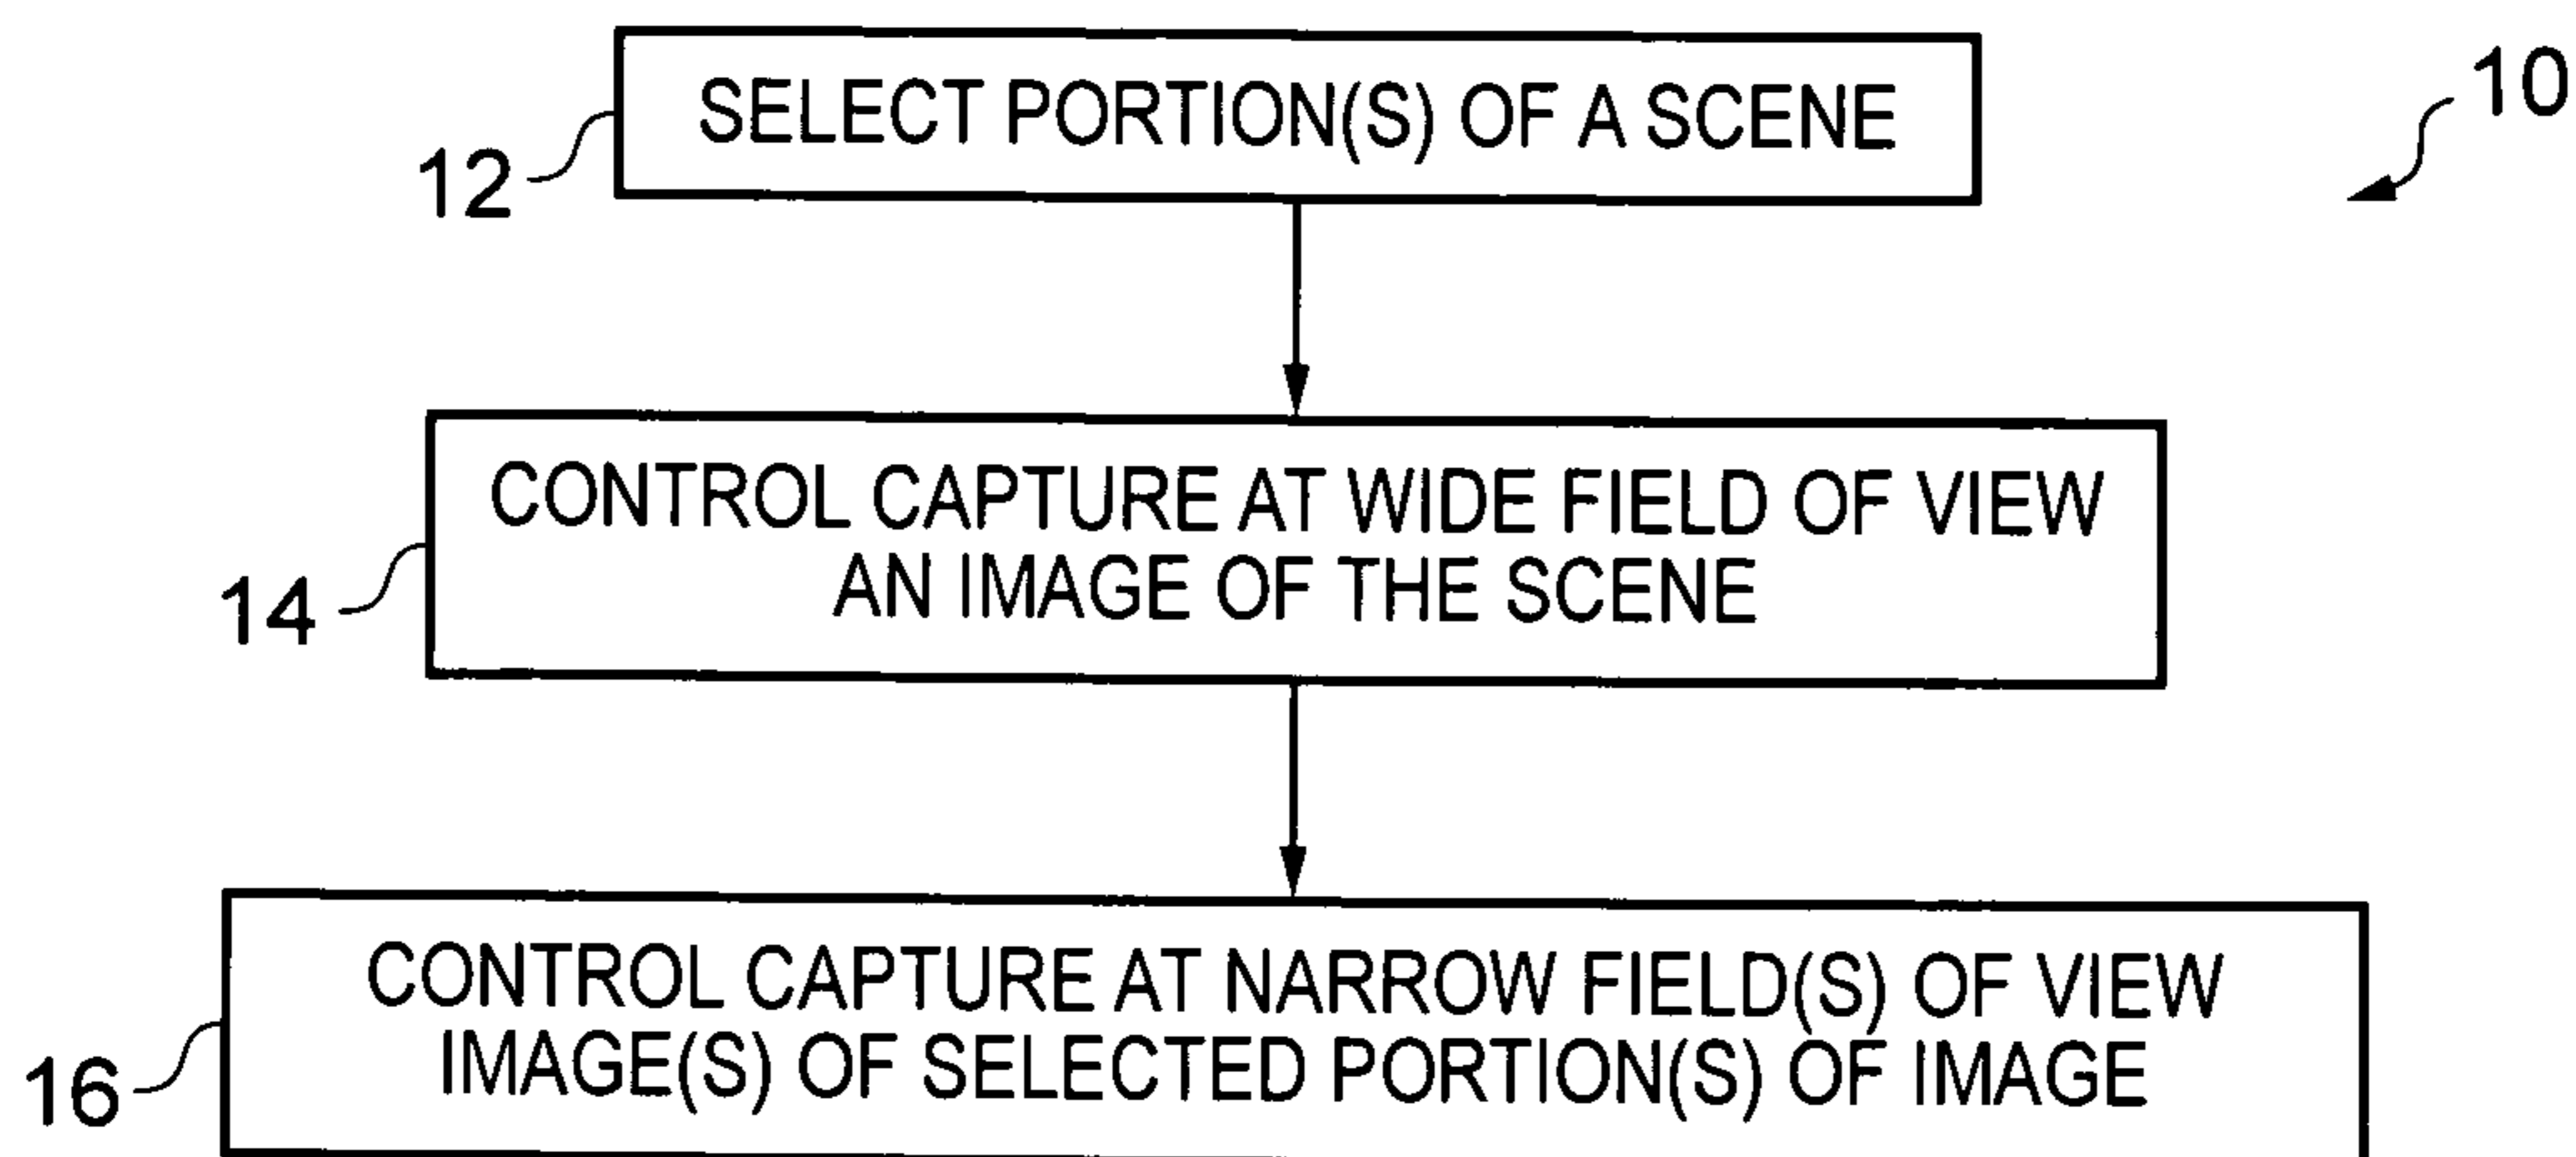 SELECT PORTION(S) OF A SCENE
10
12
CONTROL CAPTURE AT WIDE FIELD OF VIEW
AN IMAGE OF THE SCENE
14
CONTROL CAPTURE AT NARROW FIELD(S) OF VIEW
IMAGE(S) OF SELECTED PORTION(S) OF IMAGE
16